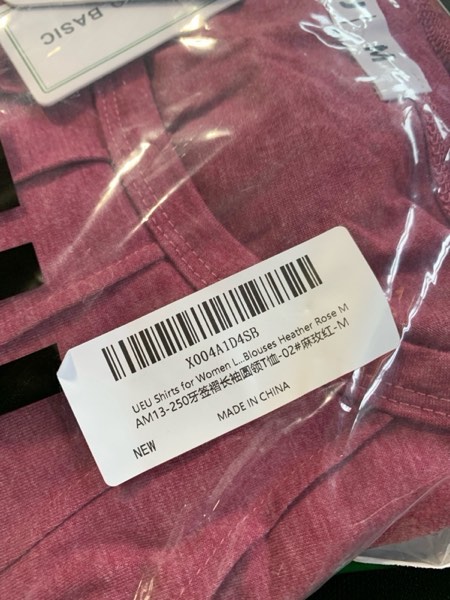 BASIC
M
X004A1D4SB
UEU Shirts for Women L...Blouses Heather Rose M
AM13-250牙签褶长袖圆领T恤-02#麻玫红-M
NEW
MADE IN CHINA